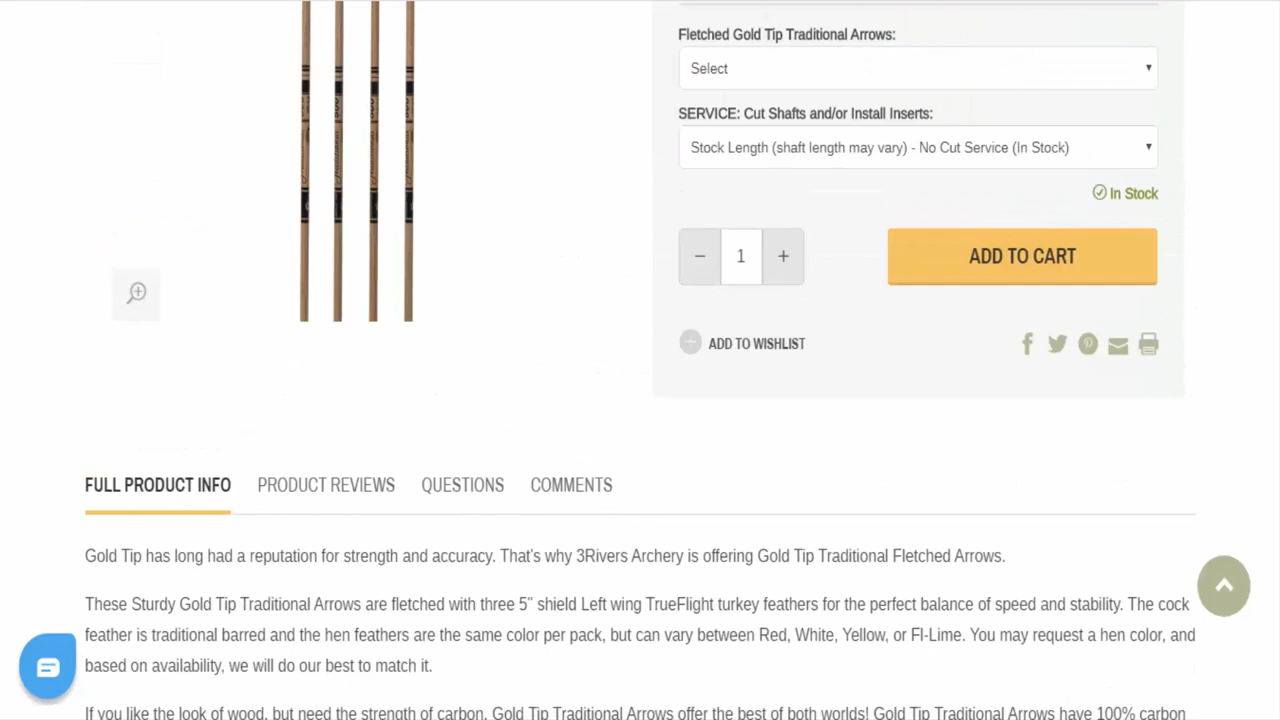 Fletched Gold Tip Traditional Arrows:
Select
SERVICE: Cut Shafts and/or Install Inserts:
Stock Length (shaft length may vary) - No Cut Service (In Stock)
In Stock
− 1 +
ADD TO CART
ADD TO WISHLIST
FULL PRODUCT INFO PRODUCT REVIEWS QUESTIONS COMMENTS
Gold Tip has long had a reputation for strength and accuracy. That's why 3Rivers Archery is offering Gold Tip Traditional Fletched Arrows.
These Sturdy Gold Tip Traditional Arrows are fletched with three 5" shield Left wing TrueFlight turkey feathers for the perfect balance of speed and stability. The cock
feather is traditional barred and the hen feathers are the same color per pack, but can vary between Red, White, Yellow, or Fl-Lime. You may request a hen color, and
based on availability, we will do our best to match it.
If you like the look of wood, but need the strength of carbon, Gold Tip Traditional Arrows offer the best of both worlds! Gold Tip Traditional Arrows have 100% carbon